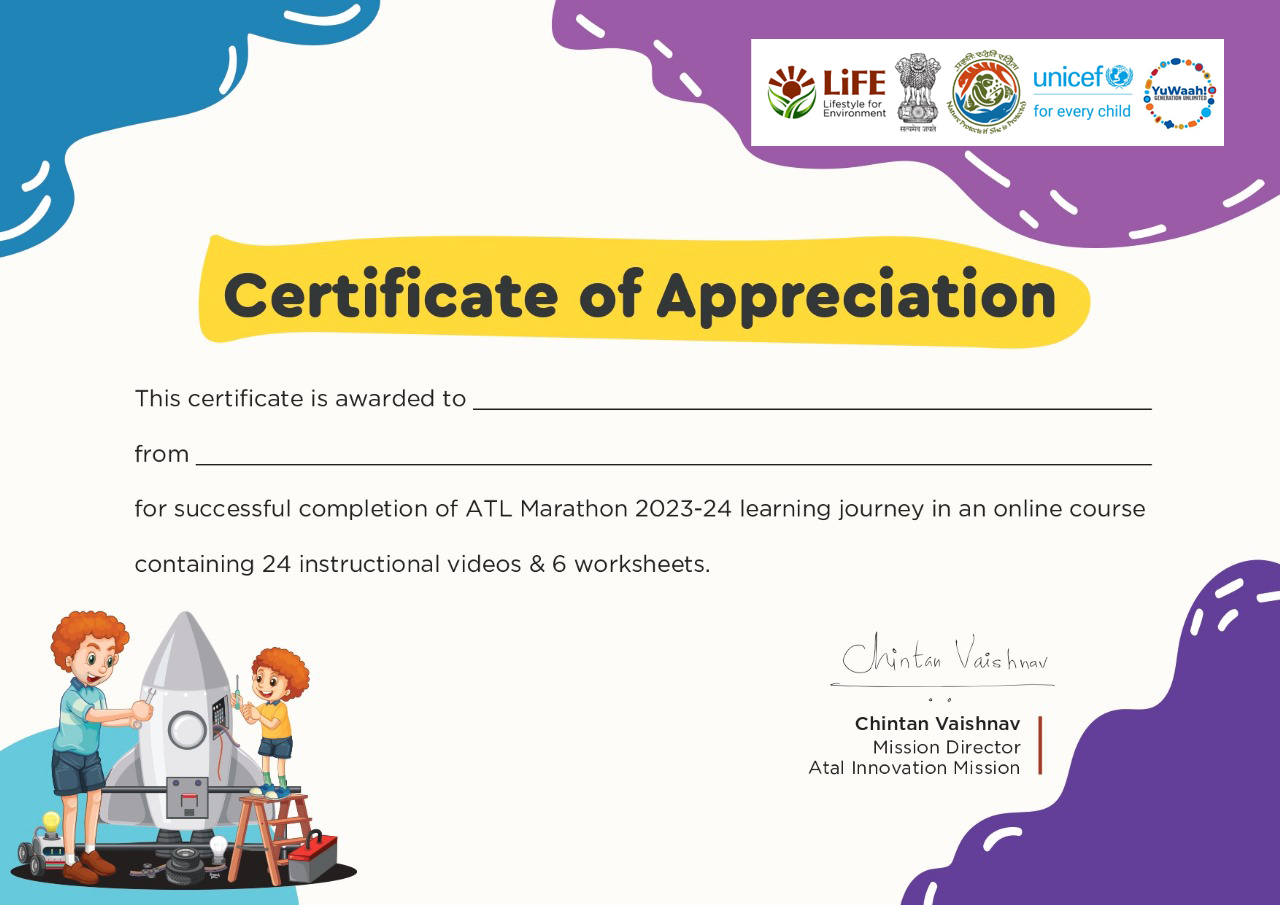 LiFE
Lifestyle for
Environment
सत्यमेव जयते
प्रकृतिः रक्षति रक्षिता
Nature Protects if She is Protected
unicef
for every child
YuWaah!
GENERATION UNLIMITED
Certificate of Appreciation
This certificate is awarded to
from
for successful completion of ATL Marathon 2023-24 learning journey in an online course
containing 24 instructional videos & 6 worksheets.
Chintan Vaishnav
Chintan Vaishnav
Mission Director
Atal Innovation Mission